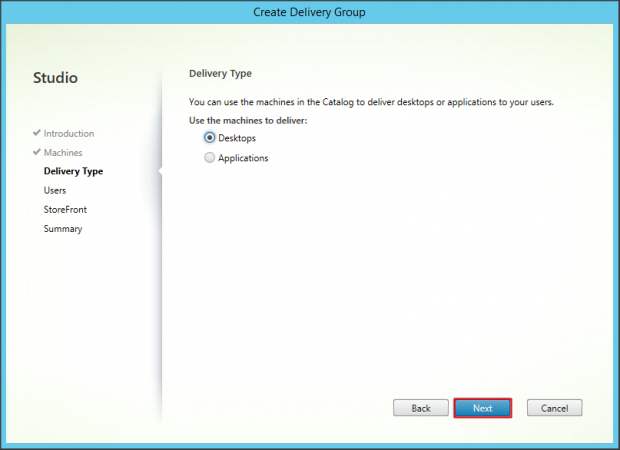 Create Delivery Group
Studio
Introduction
Machines
Delivery Type
Users
StoreFront
Summary
Delivery Type
You can use the machines in the Catalog to deliver desktops or applications to your users.
Use the machines to deliver:
Desktops
Applications
Back
Next
Cancel